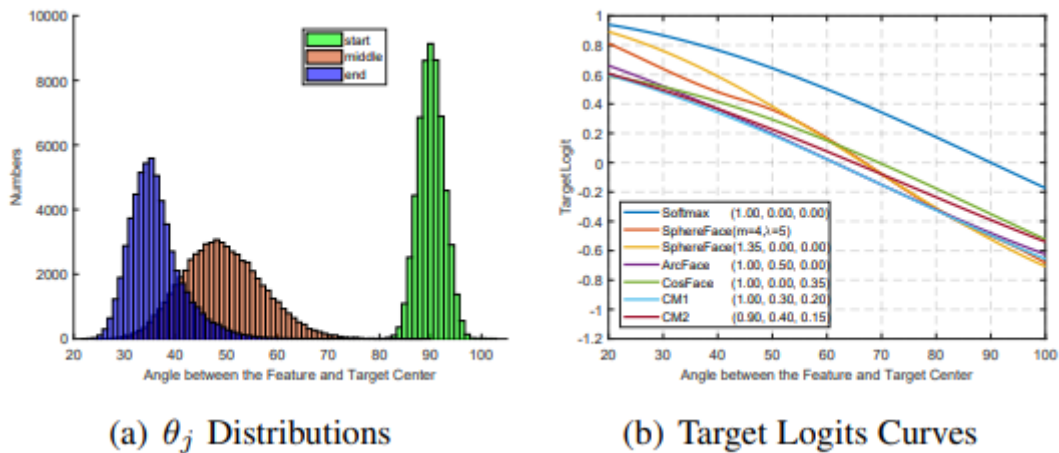 10000
8000
6000
4000
2000
0
Numbers
start
middle
end
20 30 40 50 60 70 80 90 100
Angle between the Feature and Target Center
(a) θj Distributions
1
0.8
0.6
0.4
0.2
0
-0.2
-0.4
-0.6
-0.8
-1
-1.2
Target Logit
Softmax (1.00, 0.00, 0.00)
SphereFace(m=4,λ=5)
SphereFace(1.35, 0.00, 0.00)
ArcFace (1.00, 0.50, 0.00)
CosFace (1.00, 0.00, 0.35)
CM1 (1.00, 0.30, 0.20)
CM2 (0.90, 0.40, 0.15)
20 30 40 50 60 70 80 90 100
Angle between the Feature and Target Center
(b) Target Logits Curves